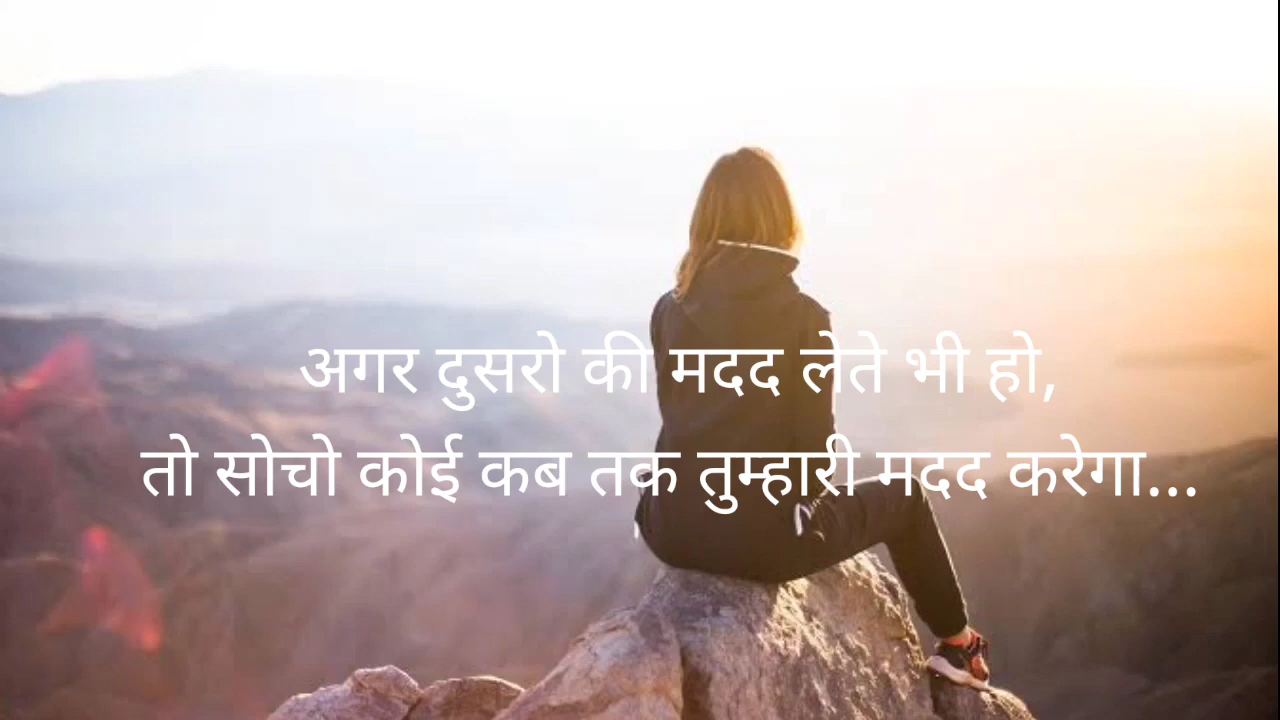 अगर दुसरो की मदद लेते भी हो,
तो सोचो कोई कब तक तुम्हारी मदद करेगा...